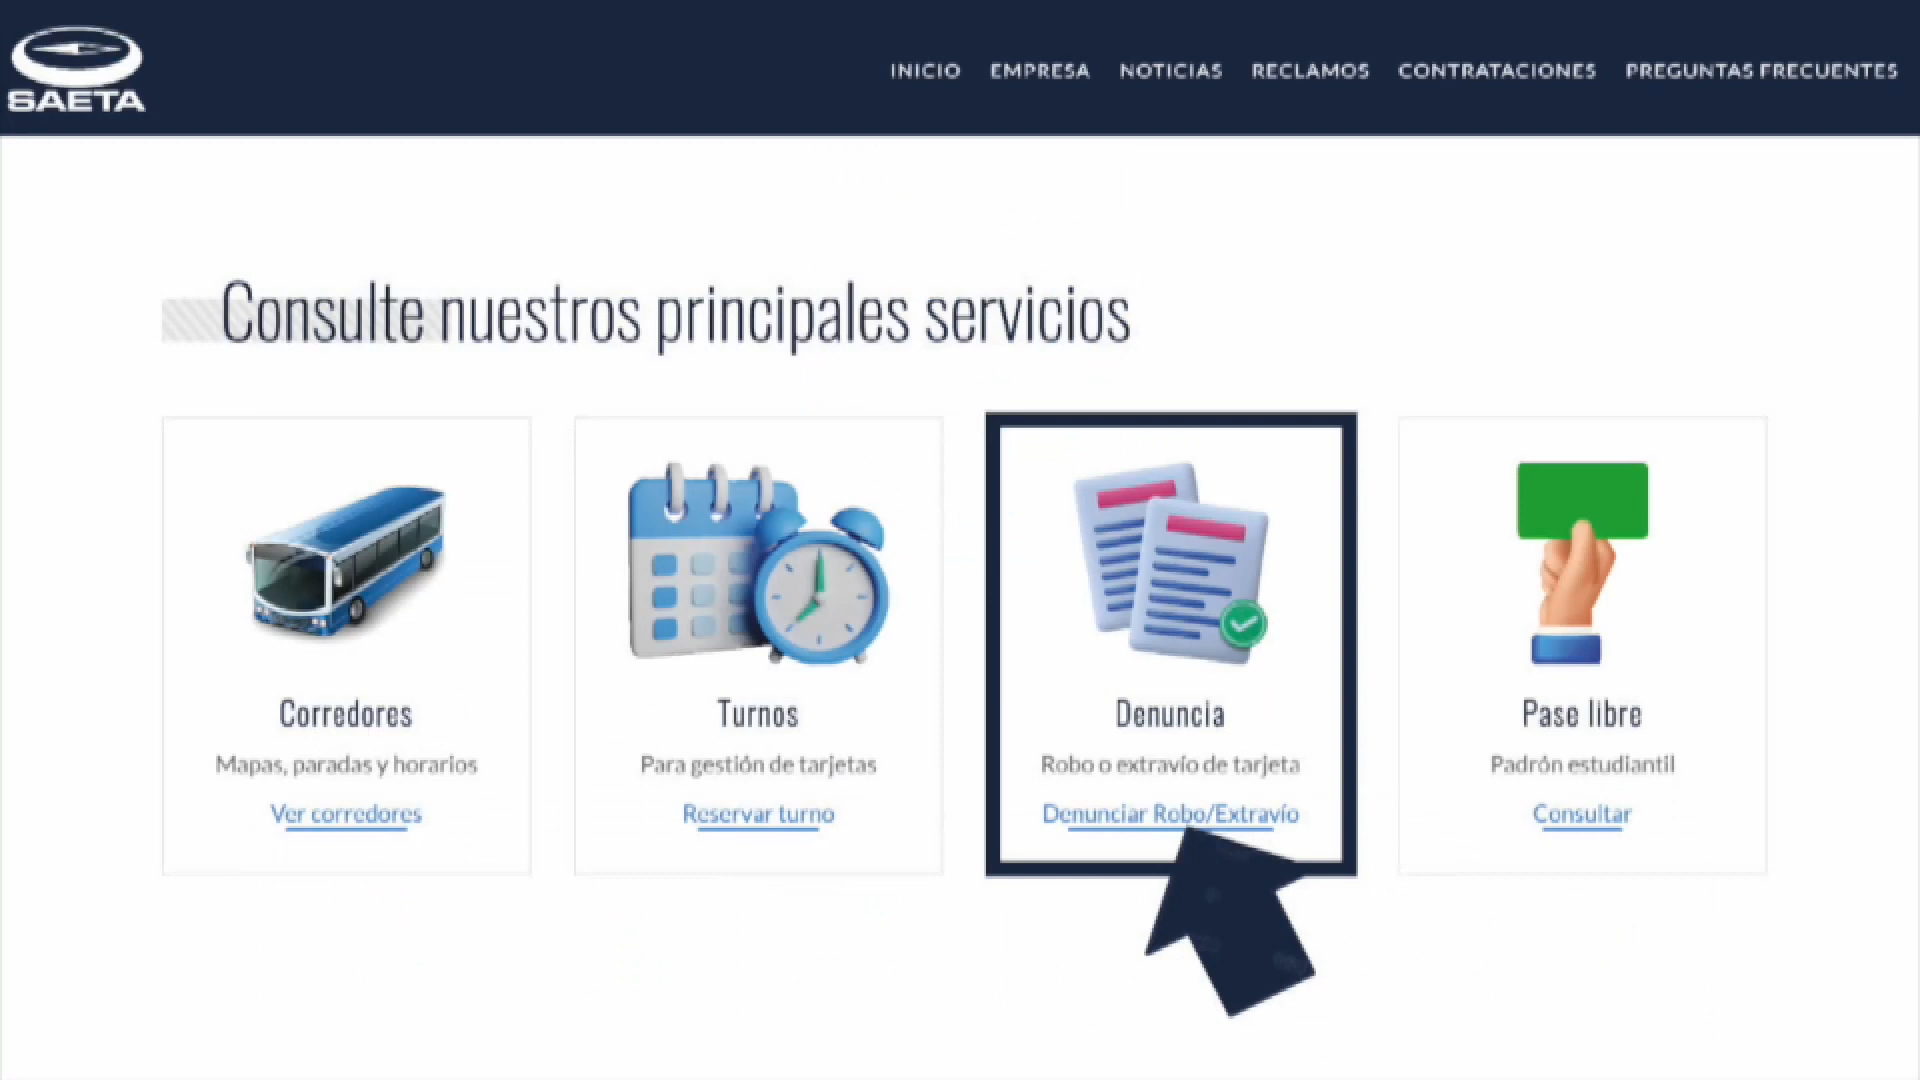 SAETA
INICIO EMPRESA NOTICIAS RECLAMOS CONTRATACIONES PREGUNTAS FRECUENTES
Consulte nuestros principales servicios
Corredores
Mapas, paradas y horarios
Ver corredores
Turnos
Para gestión de tarjetas
Reservar turno
Denuncia
Robo o extravío de tarjeta
Denunciar Robo/Extravío
Pase libre
Padrón estudiantil
Consultar